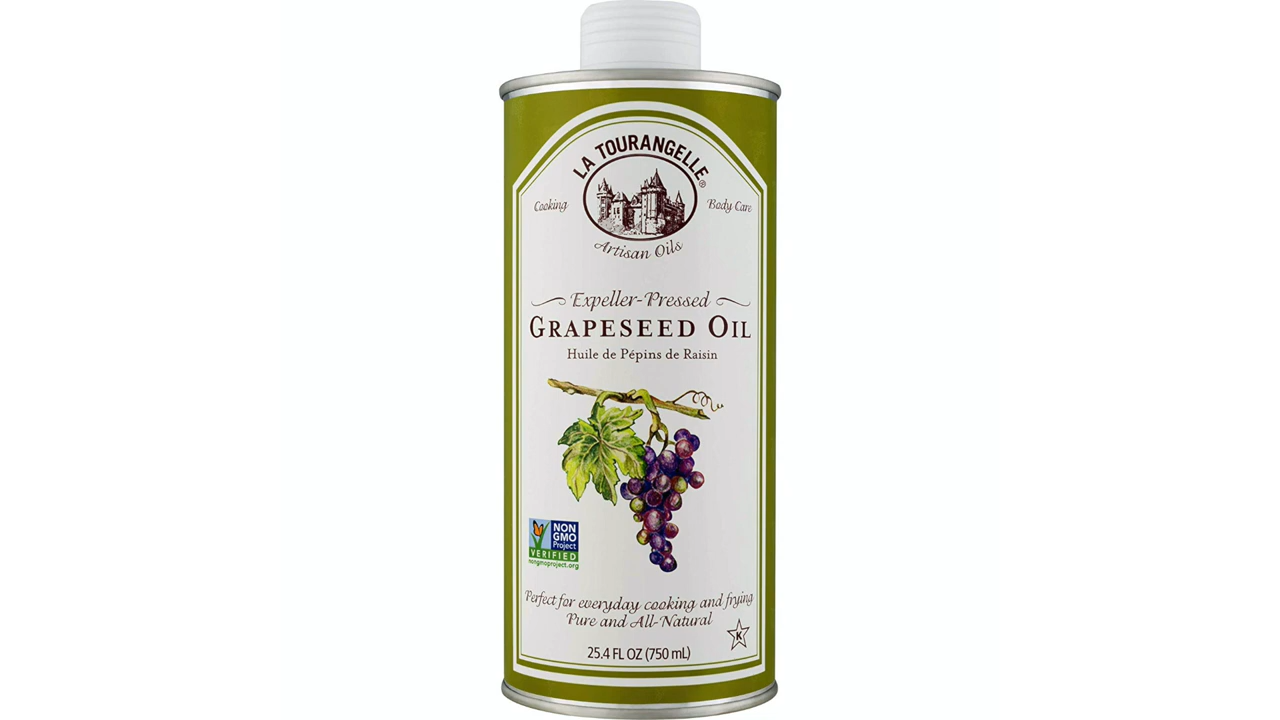 LA TOURANGELLE®
Cooking
Body Care
Artisan Oils
Expeller-Pressed
GRAPESEED OIL
Huile de Pépins de Raisin
NON
GMO
Project
VERIFIED
nongmoproject.org
Perfect for everyday cooking and frying
Pure and All-Natural
K
25.4 FL OZ (750 mL)